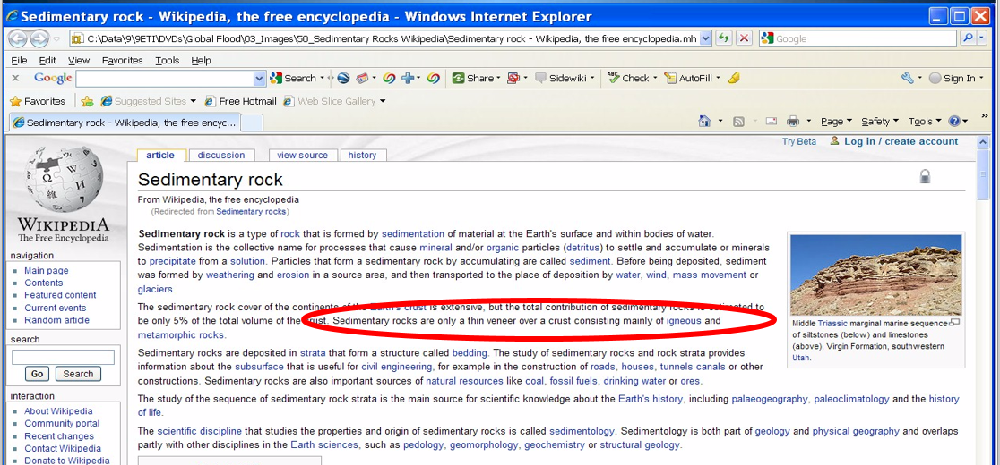 Sedimentary rock - Wikipedia, the free encyclopedia - Windows Internet Explorer
C:\Data\9\9ETI\DVDs\Global Flood\03_Images\50_Sedimentary Rocks Wikipedia\Sedimentary rock - Wikipedia, the free encyclopedia.mh
Google
File Edit View Favorites Tools Help
x Google Search Share Sidewiki Check AutoFill Sign In
Favorites Suggested Sites Free Hotmail Web Slice Gallery
Sedimentary rock - Wikipedia, the free encyc...
Page Safety Tools
Try Beta Log in / create account
article discussion view source history
Sedimentary rock
From Wikipedia, the free encyclopedia
(Redirected from Sedimentary rocks)
WIKIPEDIA
The Free Encyclopedia
navigation
Main page
Contents
Featured content
Current events
Random article
search
Go Search
interaction
About Wikipedia
Community portal
Recent changes
Contact Wikipedia
Donate to Wikipedia
Sedimentary rock is a type of rock that is formed by sedimentation of material at the Earth's surface and within bodies of water.
Sedimentation is the collective name for processes that cause mineral and/or organic particles (detritus) to settle and accumulate or minerals
to precipitate from a solution. Particles that form a sedimentary rock by accumulating are called sediment. Before being deposited, sediment
was formed by weathering and erosion in a source area, and then transported to the place of deposition by water, wind, mass movement or
glaciers.
The sedimentary rock cover of the continents of the Earth's crust is extensive, but the total contribution of sedimentary rocks is estimated to
be only 5% of the total volume of the crust. Sedimentary rocks are only a thin veneer over a crust consisting mainly of igneous and
metamorphic rocks.
Sedimentary rocks are deposited in strata that form a structure called bedding. The study of sedimentary rocks and rock strata provides
information about the subsurface that is useful for civil engineering, for example in the construction of roads, houses, tunnels canals or other
constructions. Sedimentary rocks are also important sources of natural resources like coal, fossil fuels, drinking water or ores.
The study of the sequence of sedimentary rock strata is the main source for scientific knowledge about the Earth's history, including palaeogeography, paleoclimatology and the history
of life.
The scientific discipline that studies the properties and origin of sedimentary rocks is called sedimentology. Sedimentology is both part of geology and physical geography and overlaps
partly with other disciplines in the Earth sciences, such as pedology, geomorphology, geochemistry or structural geology.
Middle Triassic marginal marine sequence
of siltstones (below) and limestones
(above), Virgin Formation, southwestern
Utah.